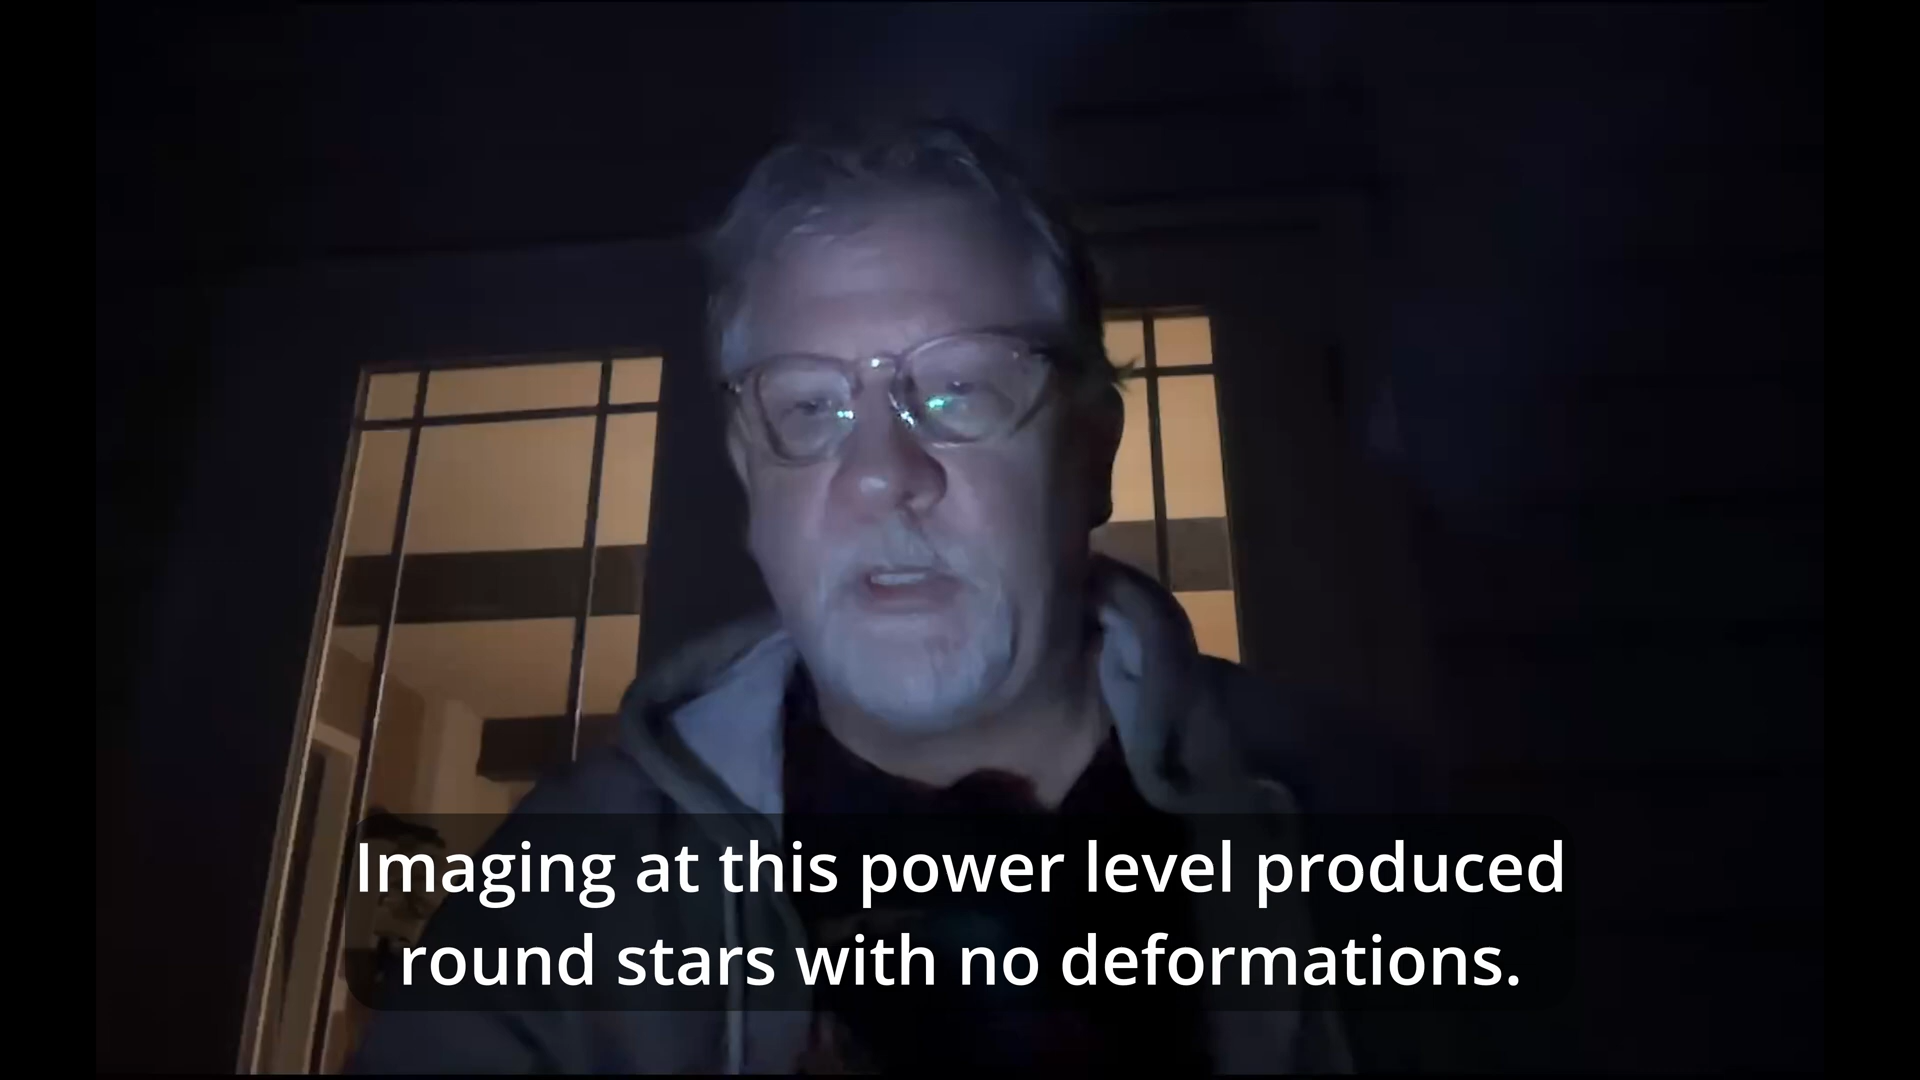 Imaging at this power level produced
round stars with no deformations.